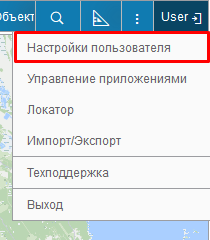 Объект User
Настройки пользователя
Управление приложениями
Локатор
Импорт/Экспорт
Техподдержка
Выход